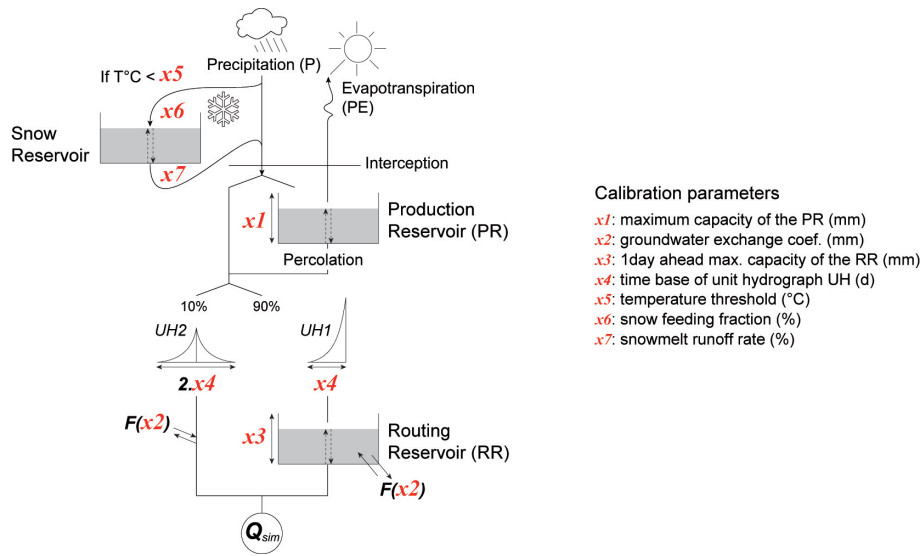 Precipitation (P)
If T°C < x5
Evapotranspiration
(PE)
x6
Snow
Reservoir
x7
Interception
x1
Production
Reservoir (PR)
Percolation
10%
90%
UH2
UH1
2.x4
x4
F(x2)
x3
Routing
Reservoir (RR)
F(x2)
Qsim
Calibration parameters
x1: maximum capacity of the PR (mm)
x2: groundwater exchange coef. (mm)
x3: 1day ahead max. capacity of the RR (mm)
x4: time base of unit hydrograph UH (d)
x5: temperature threshold (°C)
x6: snow feeding fraction (%)
x7: snowmelt runoff rate (%)